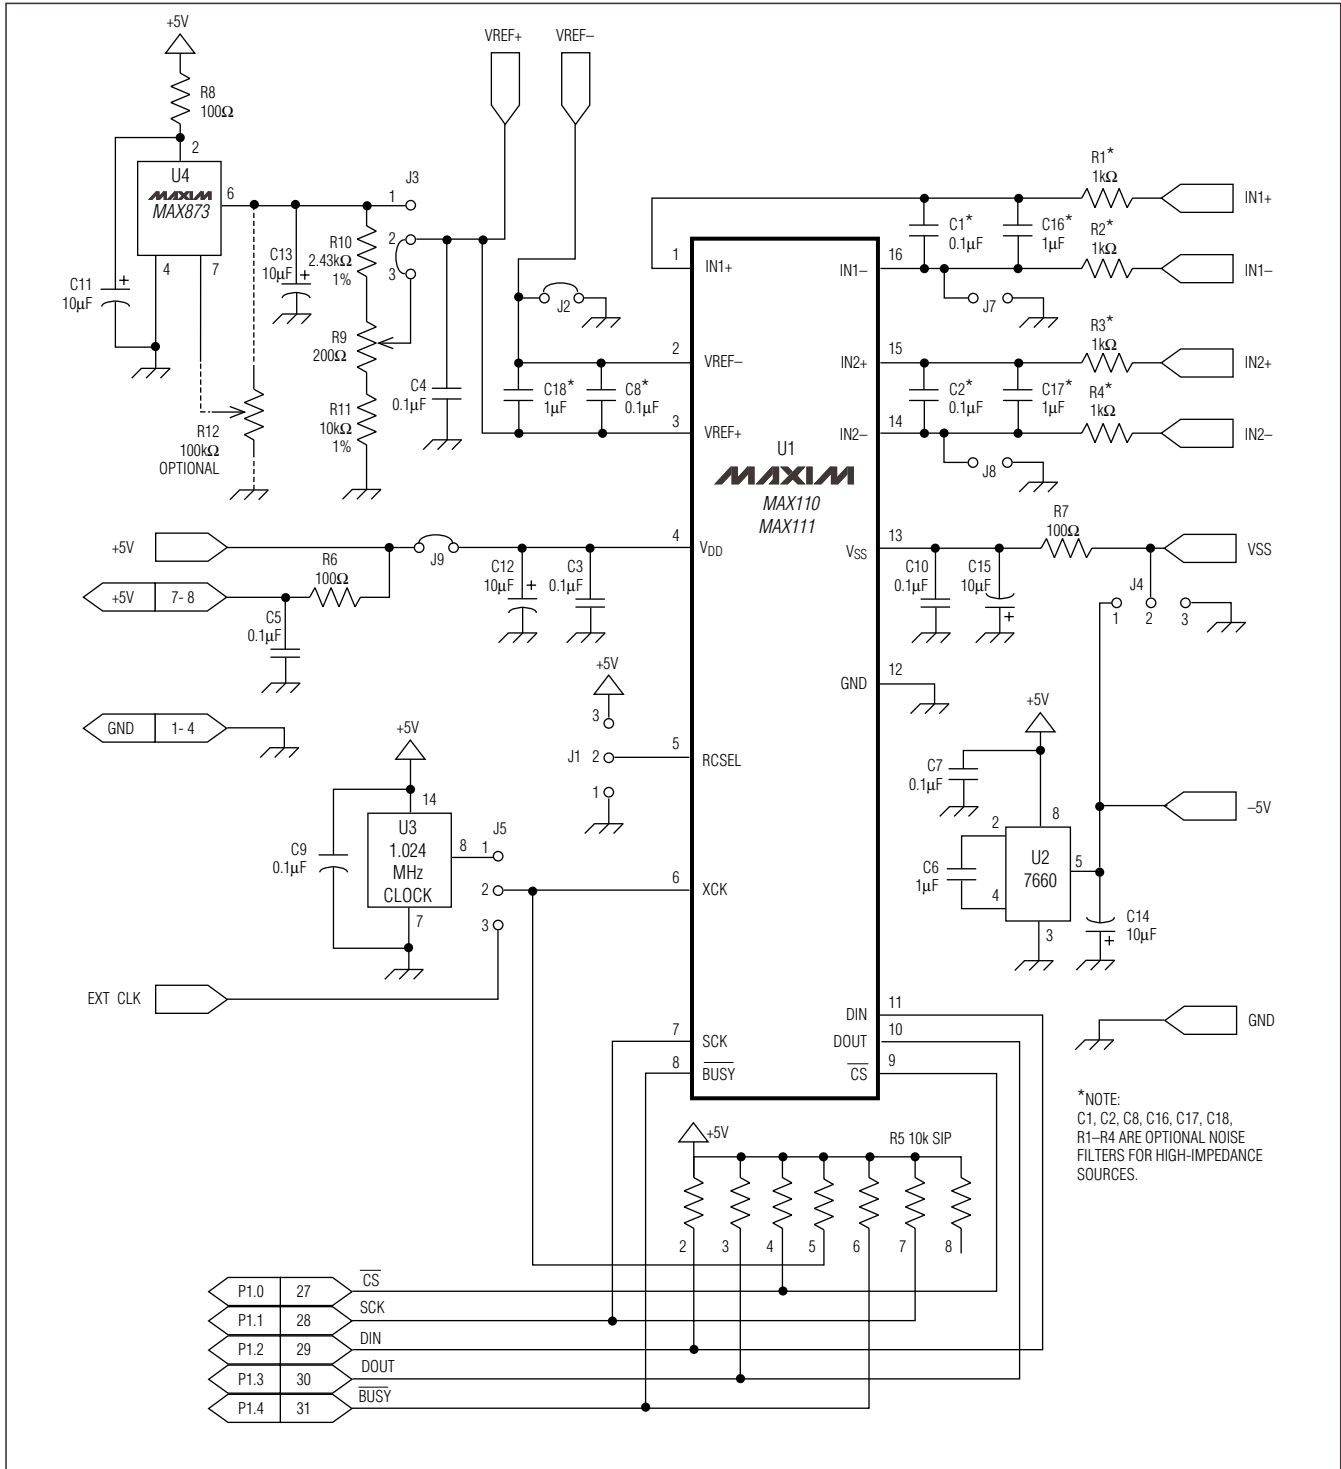 +5V
VREF+
VREF–
R8
100Ω
2
U4
MAXIM
MAX873
6
4
7
C11
10µF
+
C13
10µF
+
R10
2.43kΩ
1%
R9
200Ω
R11
10kΩ
1%
R12
100kΩ
OPTIONAL
J3
1
2
3
C4
0.1µF
J2
C18*
1µF
C8*
0.1µF
R1*
1kΩ
IN1+
C1*
0.1µF
C16*
1µF
R2*
1kΩ
IN1–
J7
R3*
1kΩ
IN2+
C2*
0.1µF
C17*
1µF
R4*
1kΩ
IN2–
J8
1
IN1+
IN1–
16
2
VREF–
IN2+
15
3
VREF+
IN2–
14
U1
MAXIM
MAX110
MAX111
4
VDD
VSS
13
GND
12
5
RCSEL
6
XCK
7
SCK
8
BUSY
DIN
11
DOUT
10
CS
9
+5V
J9
+5V
7- 8
R6
100Ω
C5
0.1µF
C12
10µF
+
C3
0.1µF
GND
1- 4
C10
0.1µF
C15
10µF
+
R7
100Ω
VSS
J4
1
2
3
+5V
3
J1
2
1
+5V
14
C9
0.1µF
U3
1.024
MHz
CLOCK
8
7
J5
1
2
3
EXT CLK
+5V
C7
0.1µF
2
8
C6
1µF
U2
7660
5
4
3
–5V
C14
10µF
+
GND
*NOTE:
C1, C2, C8, C16, C17, C18,
R1–R4 ARE OPTIONAL NOISE
FILTERS FOR HIGH-IMPEDANCE
SOURCES.
+5V
R5 10k SIP
2
3
4
5
6
7
8
P1.0
27
CS
P1.1
28
SCK
P1.2
29
DIN
P1.3
30
DOUT
P1.4
31
BUSY